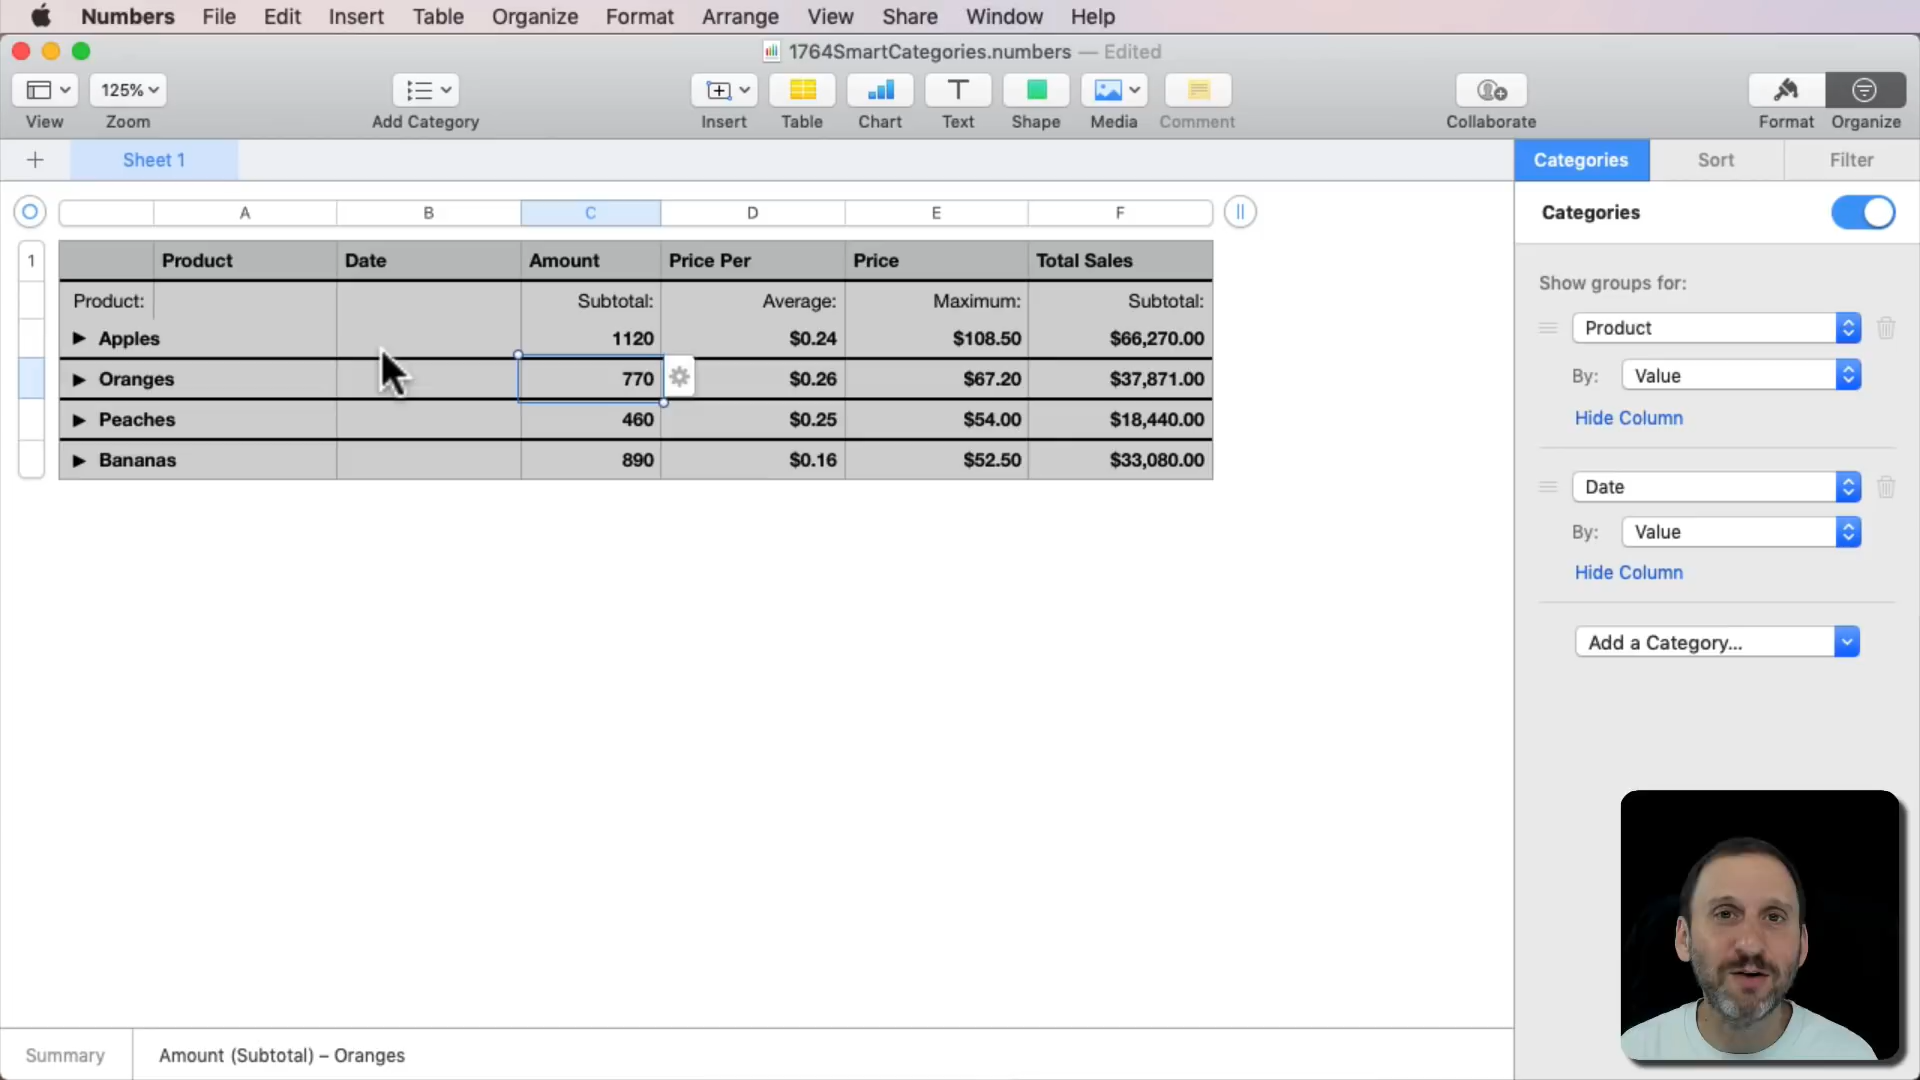 Numbers File Edit Insert Table Organize Format Arrange View Share Window Help
1764SmartCategories.numbers — Edited
125%
View Zoom Add Category Insert Table Chart Text Shape Media Comment Collaborate Format Organize
Sheet 1 Categories Sort Filter
A B C D E F
Categories
1 Product Date Amount Price Per Price Total Sales
Product: Subtotal: Average: Maximum: Subtotal:
Apples 1120 $0.24 $108.50 $66,270.00
Oranges 770 $0.26 $67.20 $37,871.00
Peaches 460 $0.25 $54.00 $18,440.00
Bananas 890 $0.16 $52.50 $33,080.00
Show groups for:
Product
By: Value
Hide Column
Date
By: Value
Hide Column
Add a Category...
Summary Amount (Subtotal) – Oranges